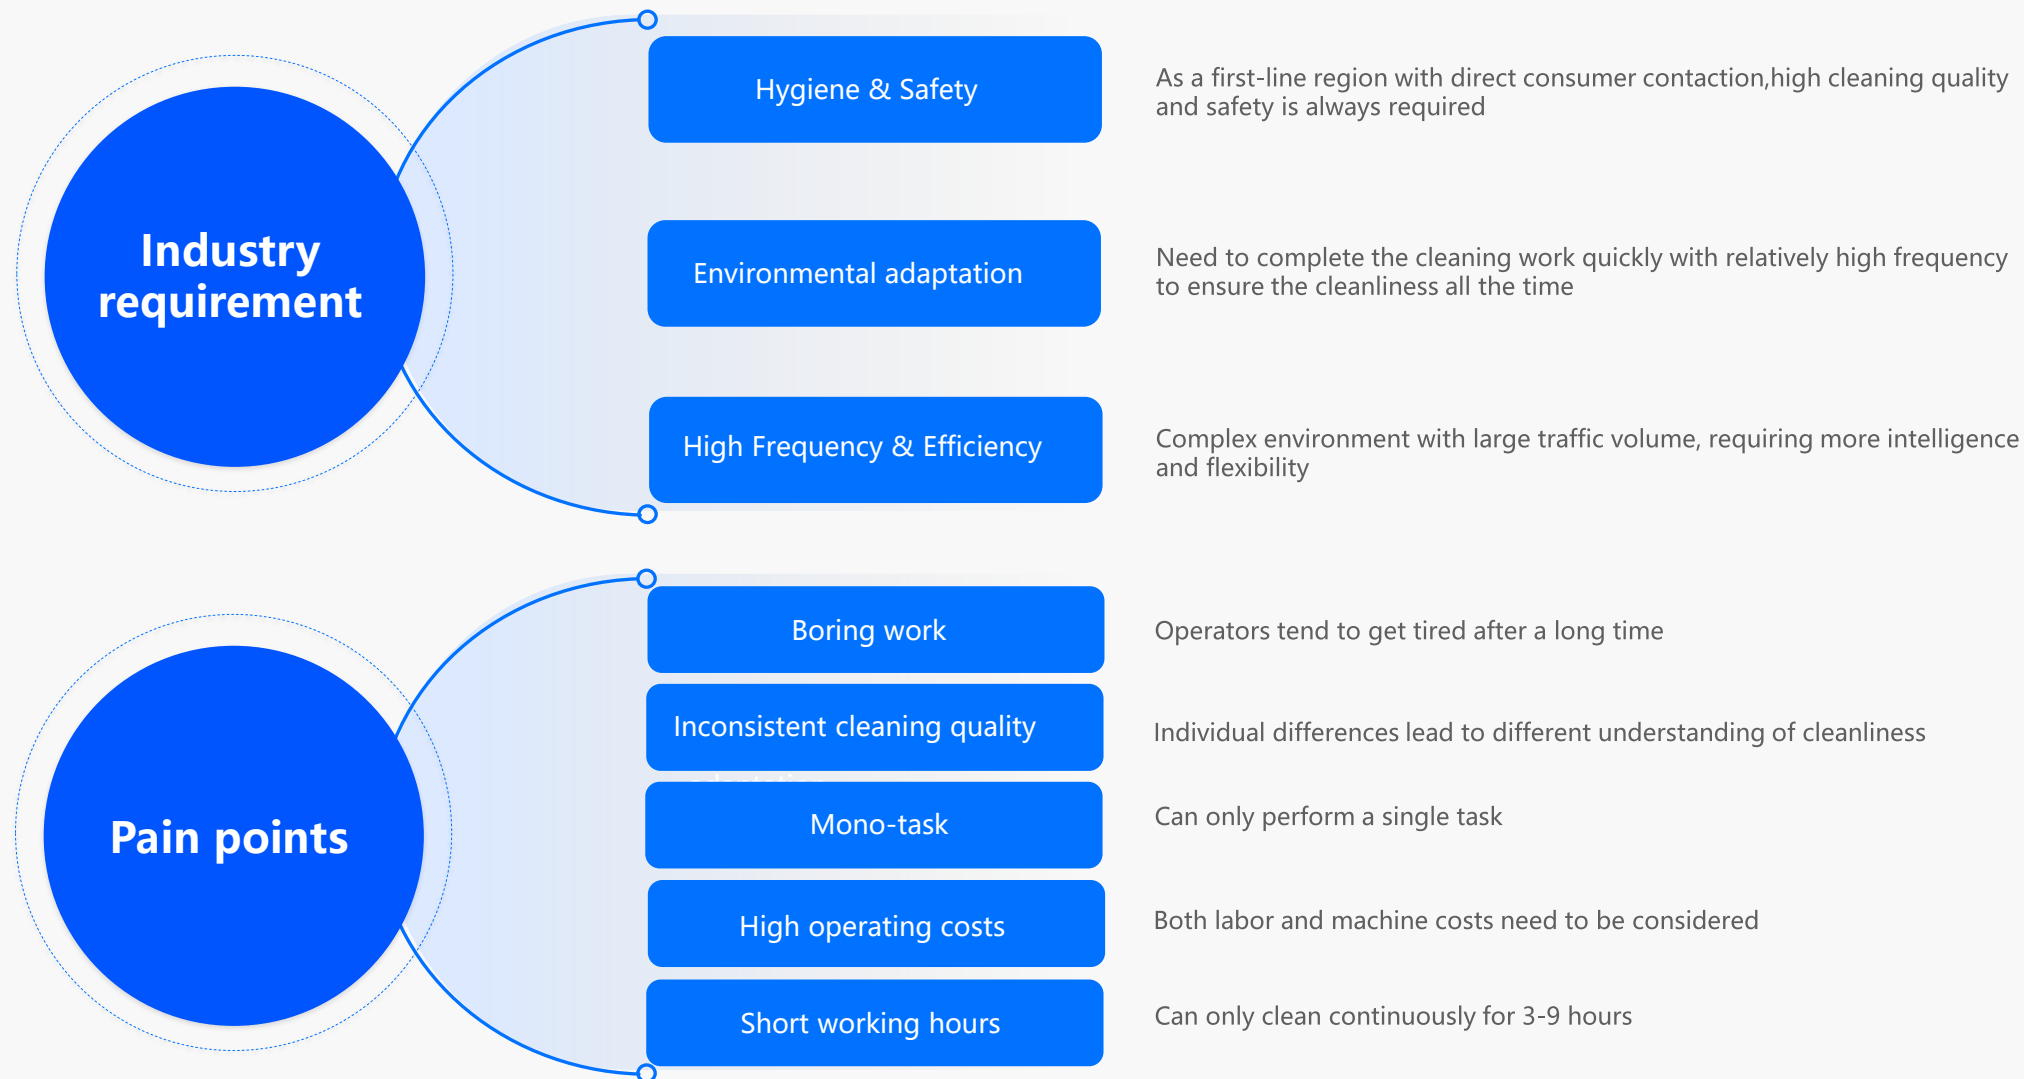 Industry
requirement
Hygiene & Safety
As a first-line region with direct consumer contaction,high cleaning quality
and safety is always required
Environmental adaptation
Need to complete the cleaning work quickly with relatively high frequency
to ensure the cleanliness all the time
High Frequency & Efficiency
Complex environment with large traffic volume, requiring more intelligence
and flexibility
Pain points
Boring work
Operators tend to get tired after a long time
Inconsistent cleaning quality
Individual differences lead to different understanding of cleanliness
Mono-task
Can only perform a single task
High operating costs
Both labor and machine costs need to be considered
Short working hours
Can only clean continuously for 3-9 hours